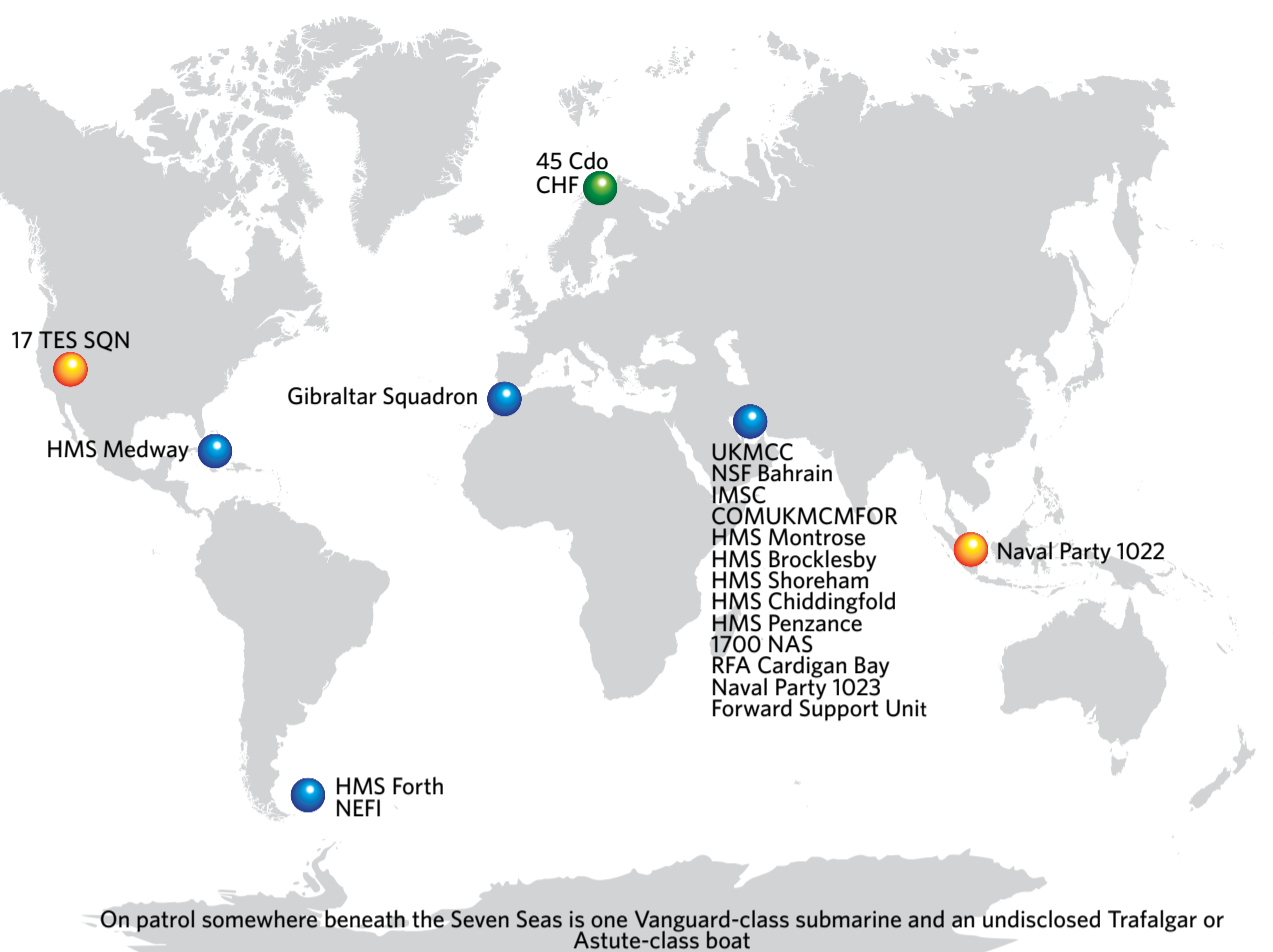 45 Cdo
CHF
17 TES SQN
Gibraltar Squadron
HMS Medway
UKMCC
NSF Bahrain
IMSC
COMUKMCMFOR
HMS Montrose
HMS Brocklesby
HMS Shoreham
HMS Chiddingfold
HMS Penzance
1700 NAS
RFA Cardigan Bay
Naval Party 1023
Forward Support Unit
Naval Party 1022
HMS Forth
NEFI
On patrol somewhere beneath the Seven Seas is one Vanguard-class submarine and an undisclosed Trafalgar or
Astute-class boat